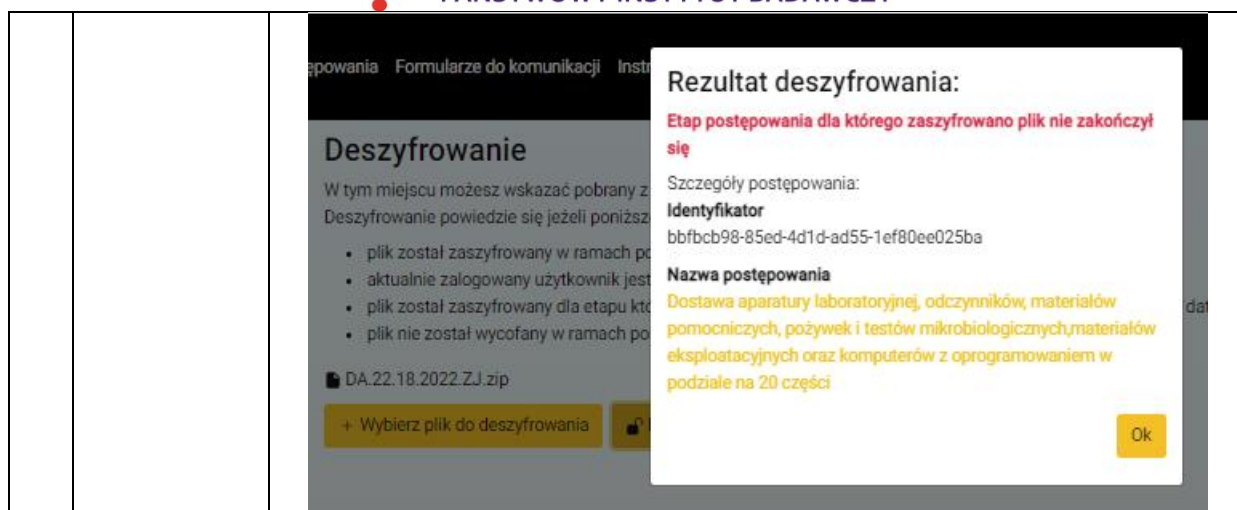 PAŃSTWOWY INSTYTUT BADAWCZY
Formularze do komunikacji
Deszyfrowanie
W tym miejscu możesz wskazać pobrany z
Deszyfrowanie powiedzie się jeżeli poniższ
• plik został zaszyfrowany w ramach po
• aktualnie zalogowany użytkownik jest
• plik został zaszyfrowany dla etapu któ
• plik nie został wycofany w ramach po
DA.22.18.2022.ZJ.zip
+ Wybierz plik do deszyfrowania
Rezultat deszyfrowania:
Etap postępowania dla którego zaszyfrowano plik nie zakończył
się
Szczegóły postępowania:
Identyfikator
bbfbcb98-85ed-4d1d-ad55-1ef80ee025ba
Nazwa postępowania
Dostawa aparatury laboratoryjnej, odczynników, materiałów
pomocniczych, pożywek i testów mikrobiologicznych,materiałów
eksploatacyjnych oraz komputerów z oprogramowaniem w
podziale na 20 części
Ok